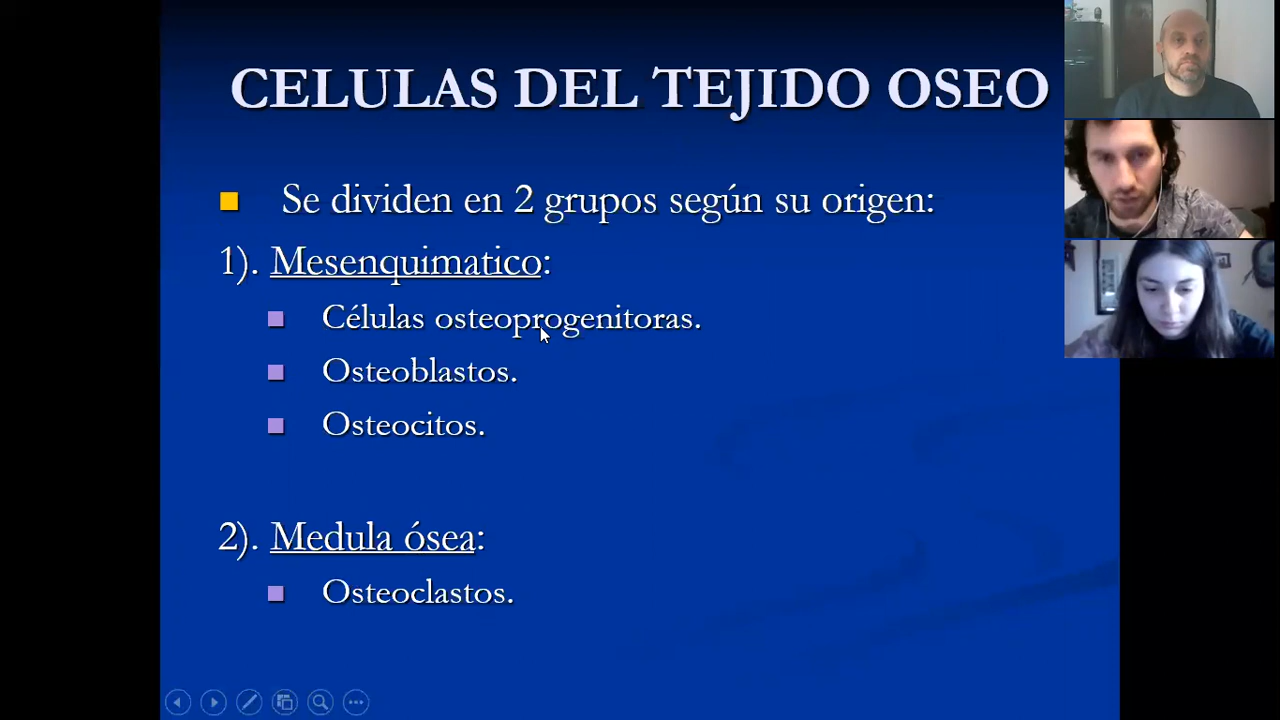 CELULAS DEL TEJIDO OSEO
Se dividen en 2 grupos según su origen:
1). Mesenquimatico:
Células osteoprogenitoras.
Osteoblastos.
Osteocitos.
2). Medula ósea:
Osteoclastos.